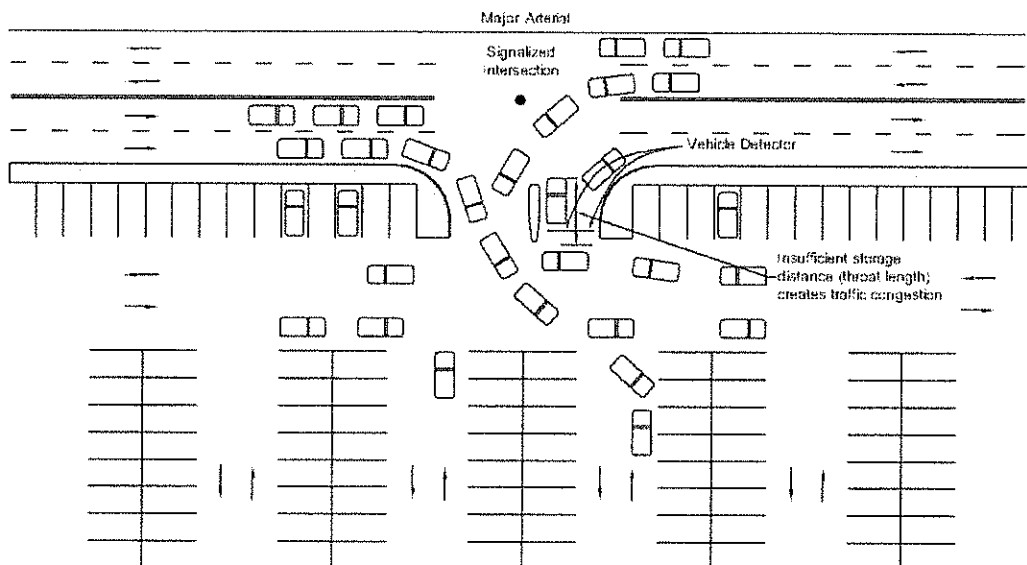 Major Arterial
Signalized
Intersection
Vehicle Detector
Insufficient storage
distance (throat length)
creates traffic congestion